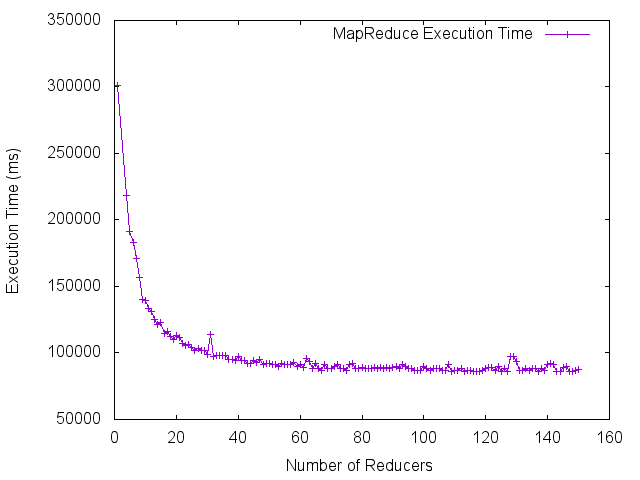 MapReduce Execution Time
350000
300000
250000
200000
150000
100000
50000
Execution Time (ms)
0 20 40 60 80 100 120 140 160
Number of Reducers